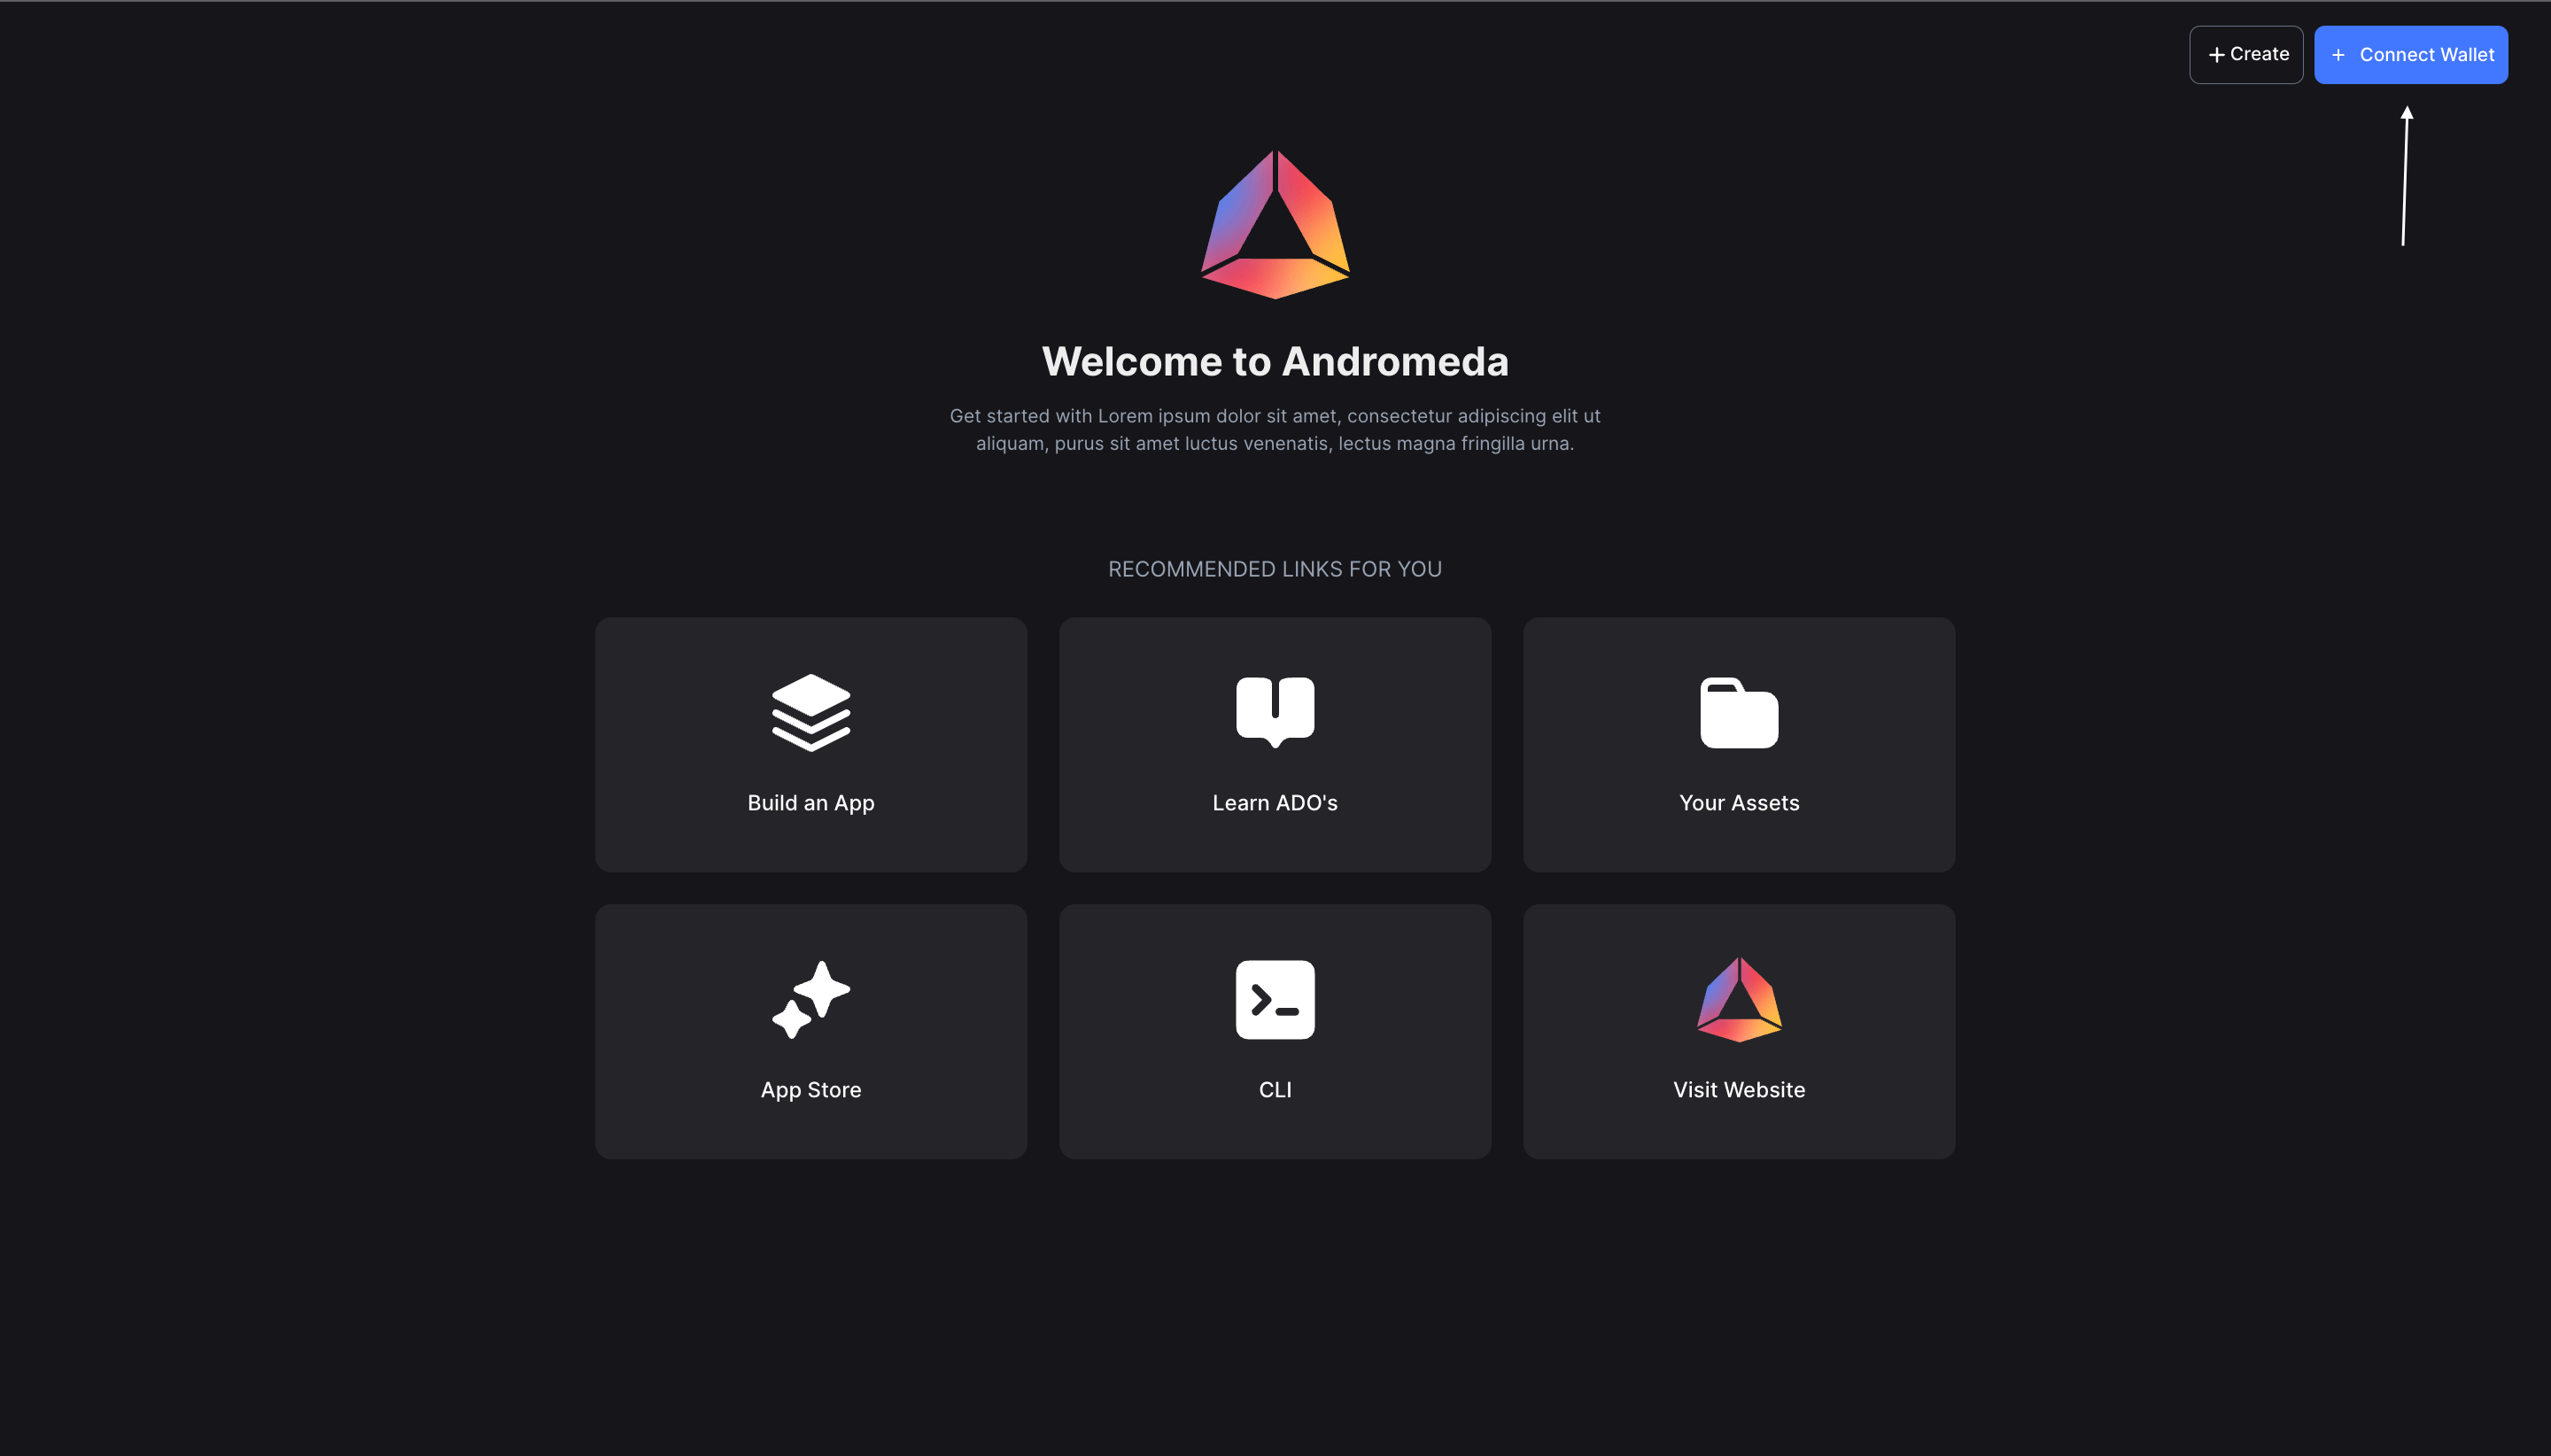 + Create
+ Connect Wallet
Welcome to Andromeda
Get started with Lorem ipsum dolor sit amet, consectetur adipiscing elit ut
aliquam, purus sit amet luctus venenatis, lectus magna fringilla urna.
RECOMMENDED LINKS FOR YOU
Build an App
Learn ADO's
Your Assets
App Store
CLI
Visit Website